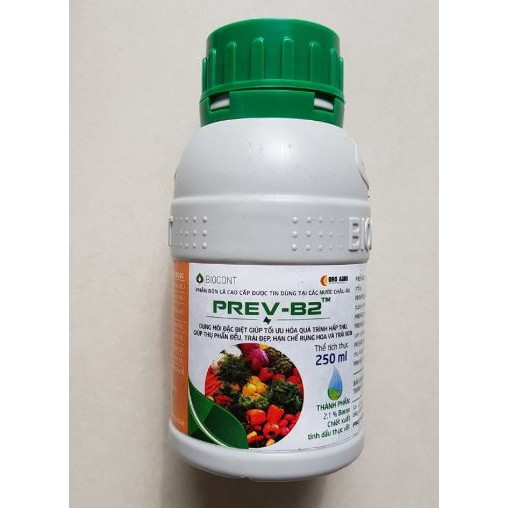 BIOCONT
ORO AGRI
PHÂN BÓN LÁ CAO CẤP ĐƯỢC TIN DÙNG TẠI CÁC NƯỚC CHÂU ÂU
PREV-B2™
DUNG MÔI ĐẶC BIỆT GIÚP TỐI ƯU HÓA QUÁ TRÌNH HẤP THU,
GIÚP THỤ PHẤN ĐỀU, TRÁI ĐẸP, HẠN CHẾ RỤNG HOA VÀ TRÁI NON
Thể tích thực
250 ml
THÀNH PHẦN:
2.1 % Boron
Chiết xuất
tinh dầu thực vật